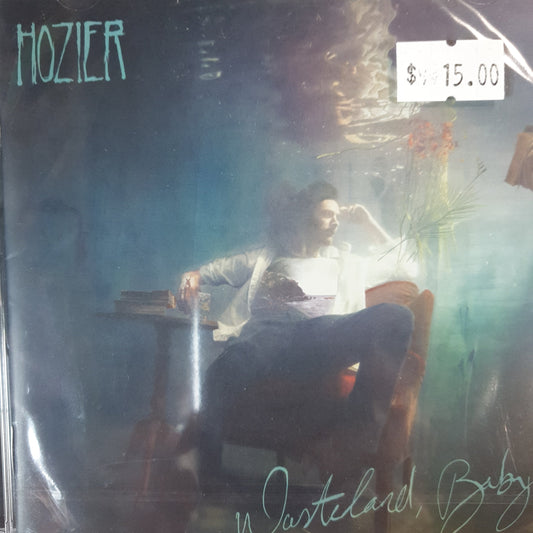 HOZIER
$**15.00
Wasteland, Baby